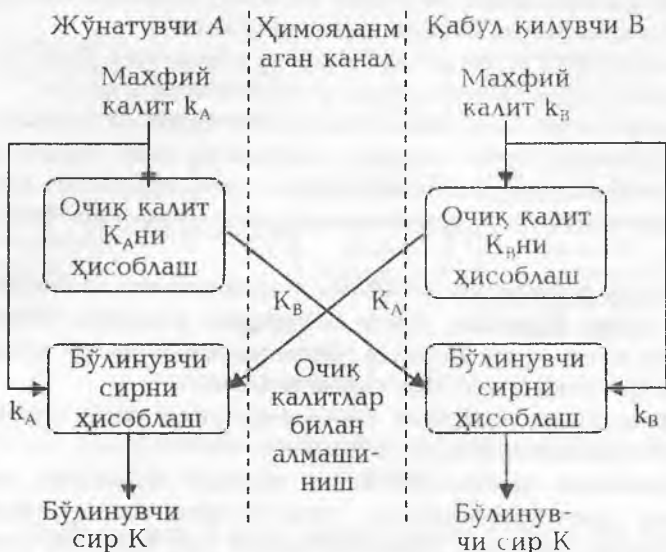 Жўнатувчи А
Ҳимояланм
аган канал
Қабул қилувчи В
Махфий
калит k_A
Махфий
калит k_B
Очиқ калит
K_Aни
ҳисоблаш
Очиқ калит
K_Bни
ҳисоблаш
K_B
K_A
Бўлинувчи
сирни
ҳисоблаш
Очиқ
калитлар
билан
алмаши-
ниш
Бўлинувчи
сирни
ҳисоблаш
k_A
k_B
Бўлинувчи
сир К
Бўлинув-
чи сир К